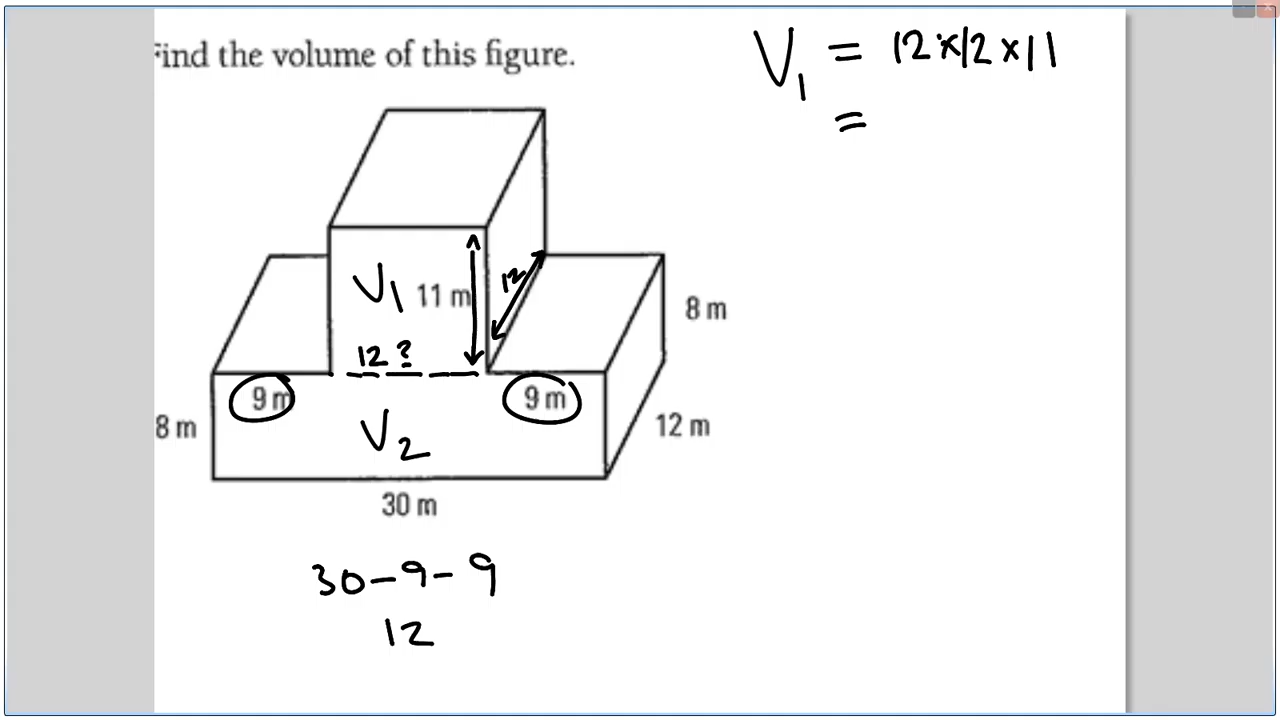 Find the volume of this figure.
V₁ = 12 x 12 x 11
=
V₁ 11 m 12
12 ?
8 m
9 m 9 m
8 m V₂ 12 m
30 m
30 - 9 - 9
12